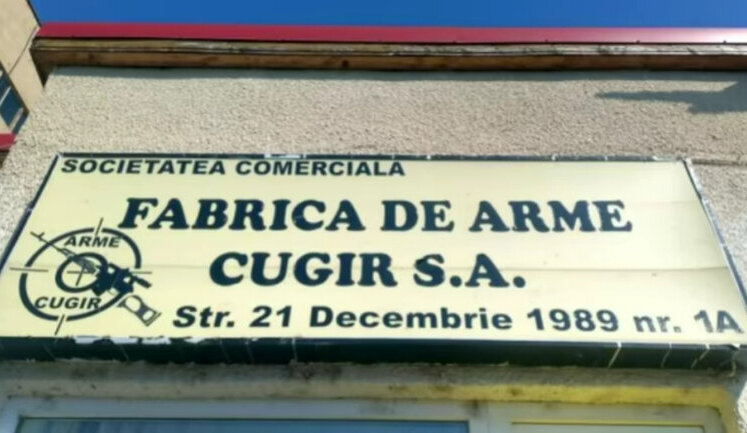 SOCIETATEA COMERCIALA
FABRICA DE ARME
CUGIR S.A.
ARME
CUGIR
Str. 21 Decembrie 1989 nr. 1A